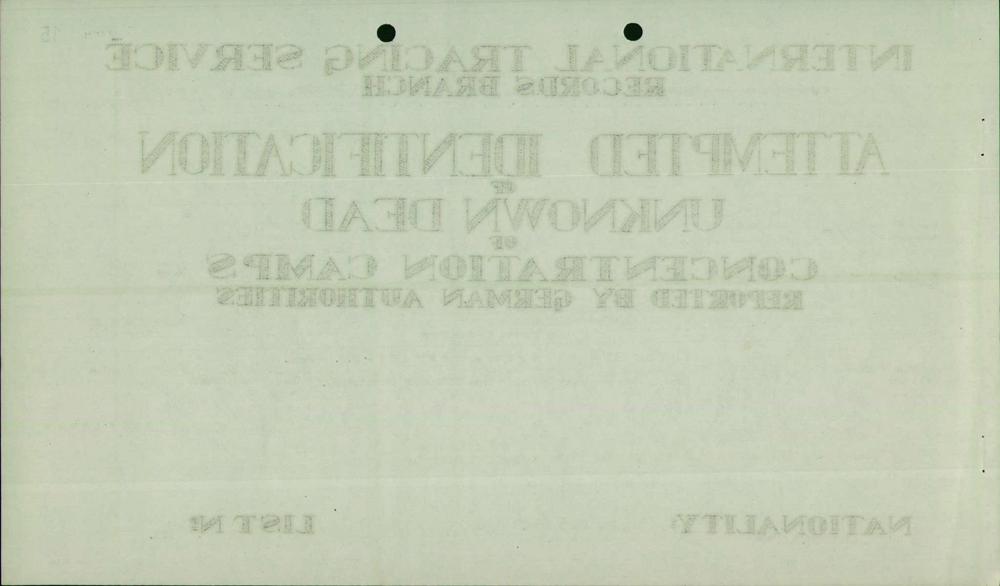 INTERNATIONAL TRACING SERVICE
RECORDS BRANCH
ATTEMPTED IDENTIFICATION
OF
UNKNOWN DEAD
OF
CONCENTRATION CAMPS
REPORTED BY GERMAN AUTHORITIES
NATIONALITY: LIST Nº